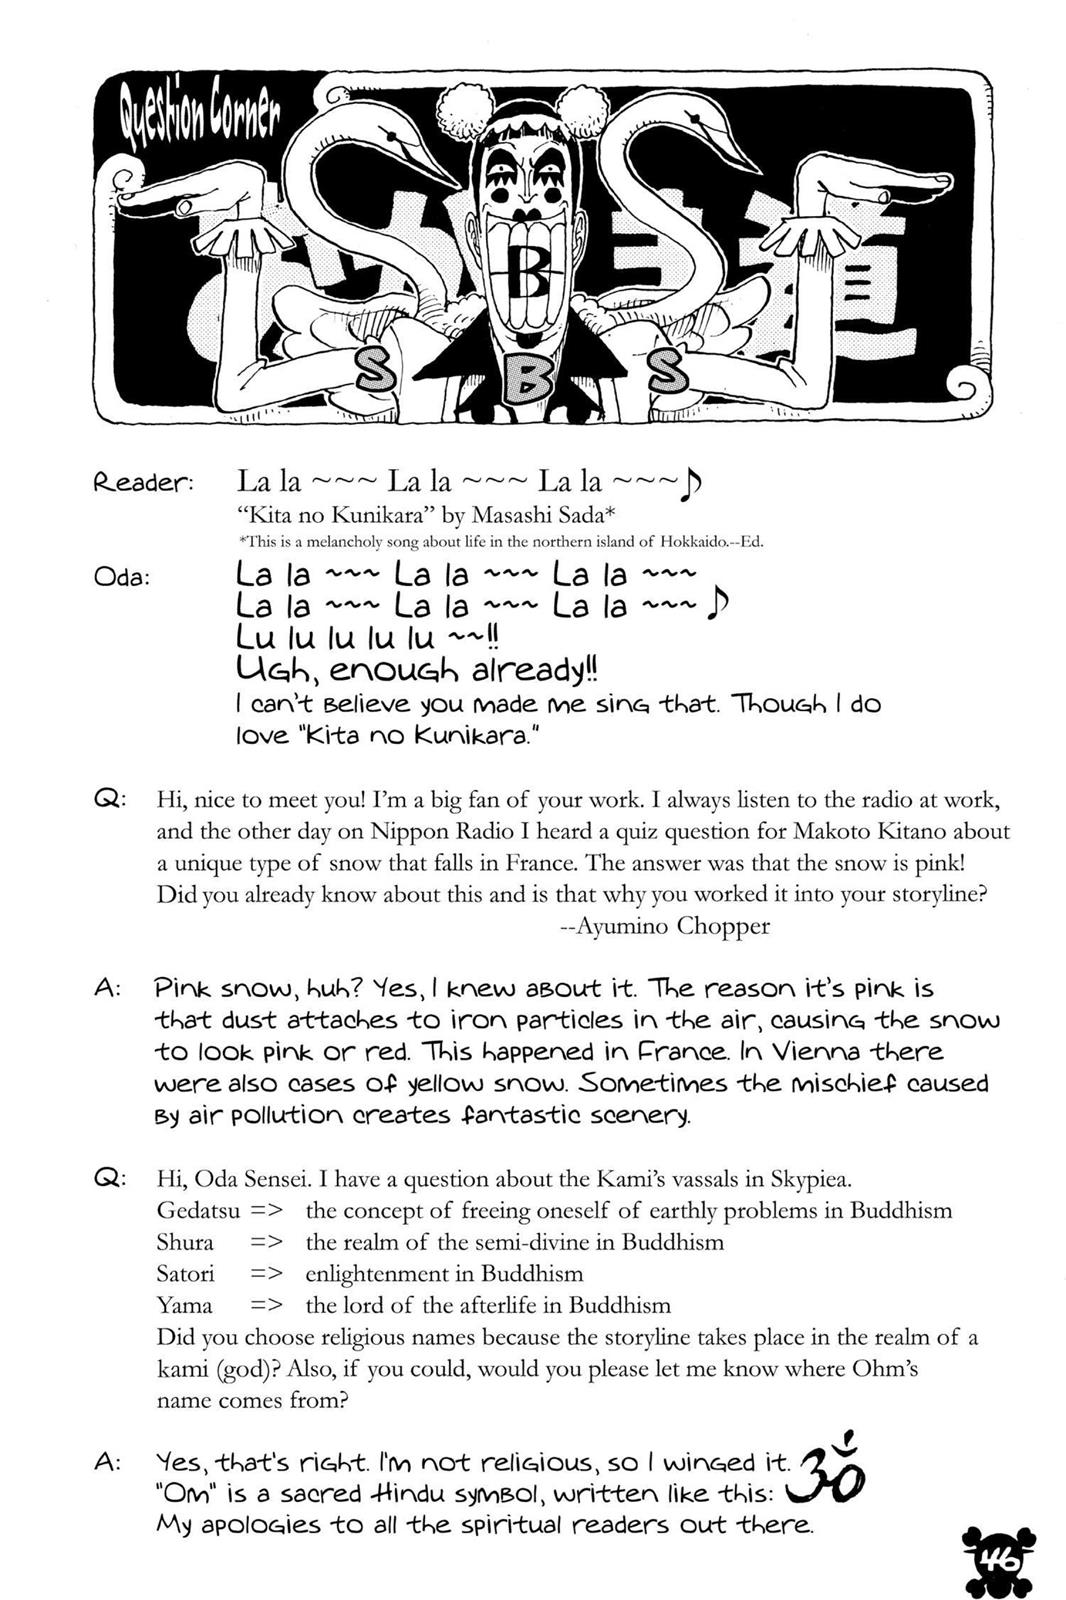 Question Corner
B
S B S
道
Reader: La la ~~~ La la ~~~ La la ~~~♪
“Kita no Kunikara” by Masashi Sada*
*This is a melancholy song about life in the northern island of Hokkaido.--Ed.
Oda: La la ~~~ La la ~~~ La la ~~~
La la ~~~ La la ~~~ La la ~~~ ♪
Lu lu lu lu lu ~~!!
Ugh, enough already!!
I can't believe you made me sing that. Though I do
love "Kita no Kunikara."
Q: Hi, nice to meet you! I’m a big fan of your work. I always listen to the radio at work,
and the other day on Nippon Radio I heard a quiz question for Makoto Kitano about
a unique type of snow that falls in France. The answer was that the snow is pink!
Did you already know about this and is that why you worked it into your storyline?
--Ayumino Chopper
A: Pink snow, huh? Yes, I knew about it. The reason it's pink is
that dust attaches to iron particles in the air, causing the snow
to look pink or red. This happened in France. In Vienna there
were also cases of yellow snow. Sometimes the mischief caused
by air pollution creates fantastic scenery.
Q: Hi, Oda Sensei. I have a question about the Kami’s vassals in Skypiea.
Gedatsu => the concept of freeing oneself of earthly problems in Buddhism
Shura => the realm of the semi-divine in Buddhism
Satori => enlightenment in Buddhism
Yama => the lord of the afterlife in Buddhism
Did you choose religious names because the storyline takes place in the realm of a
kami (god)? Also, if you could, would you please let me know where Ohm’s
name comes from?
A: Yes, that's right. I'm not religious, so I winged it.
"Om" is a sacred Hindu symbol, written like this: ॐ
My apologies to all the spiritual readers out there.
46